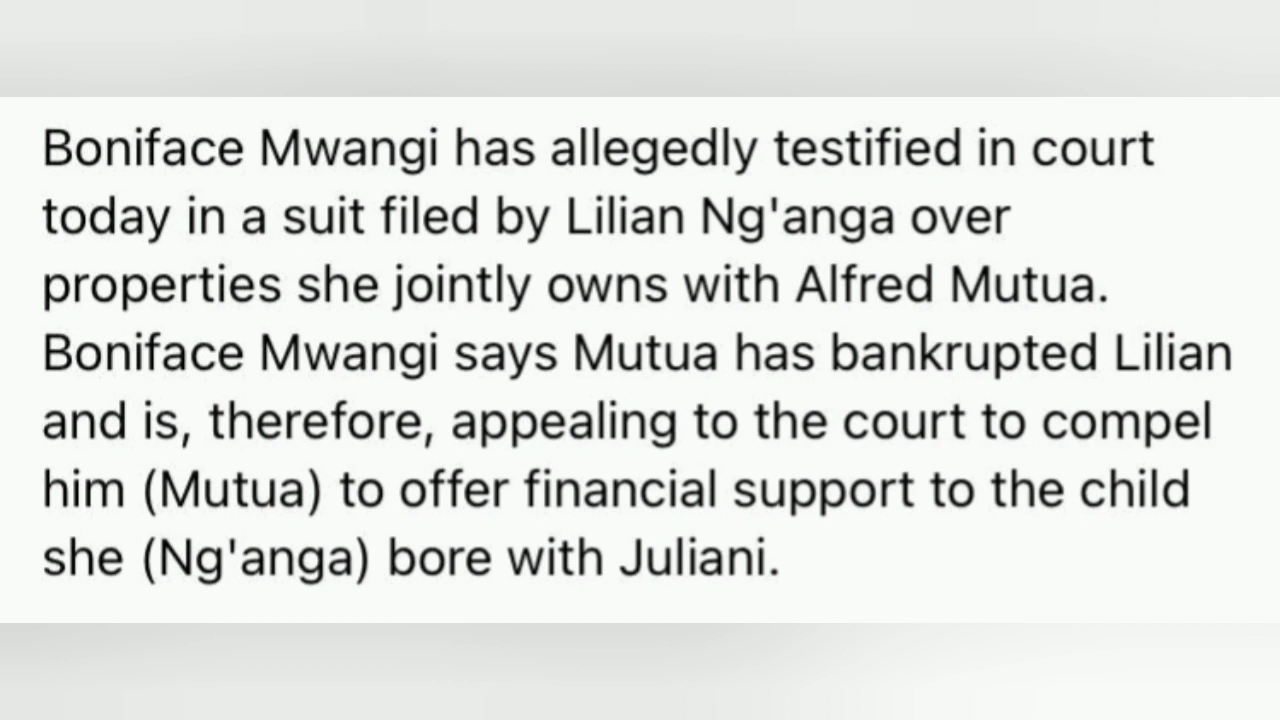 Boniface Mwangi has allegedly testified in court
today in a suit filed by Lilian Ng'anga over
properties she jointly owns with Alfred Mutua.
Boniface Mwangi says Mutua has bankrupted Lilian
and is, therefore, appealing to the court to compel
him (Mutua) to offer financial support to the child
she (Ng'anga) bore with Juliani.